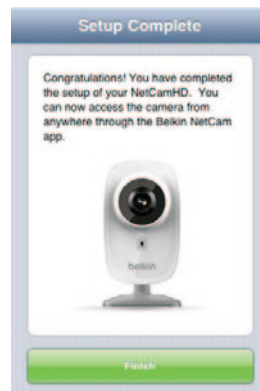 Setup Complete
Congratulations! You have completed
the setup of your NetCamHD. You
can now access the camera from
anywhere through the Belkin NetCam
app.
belkin
Finish